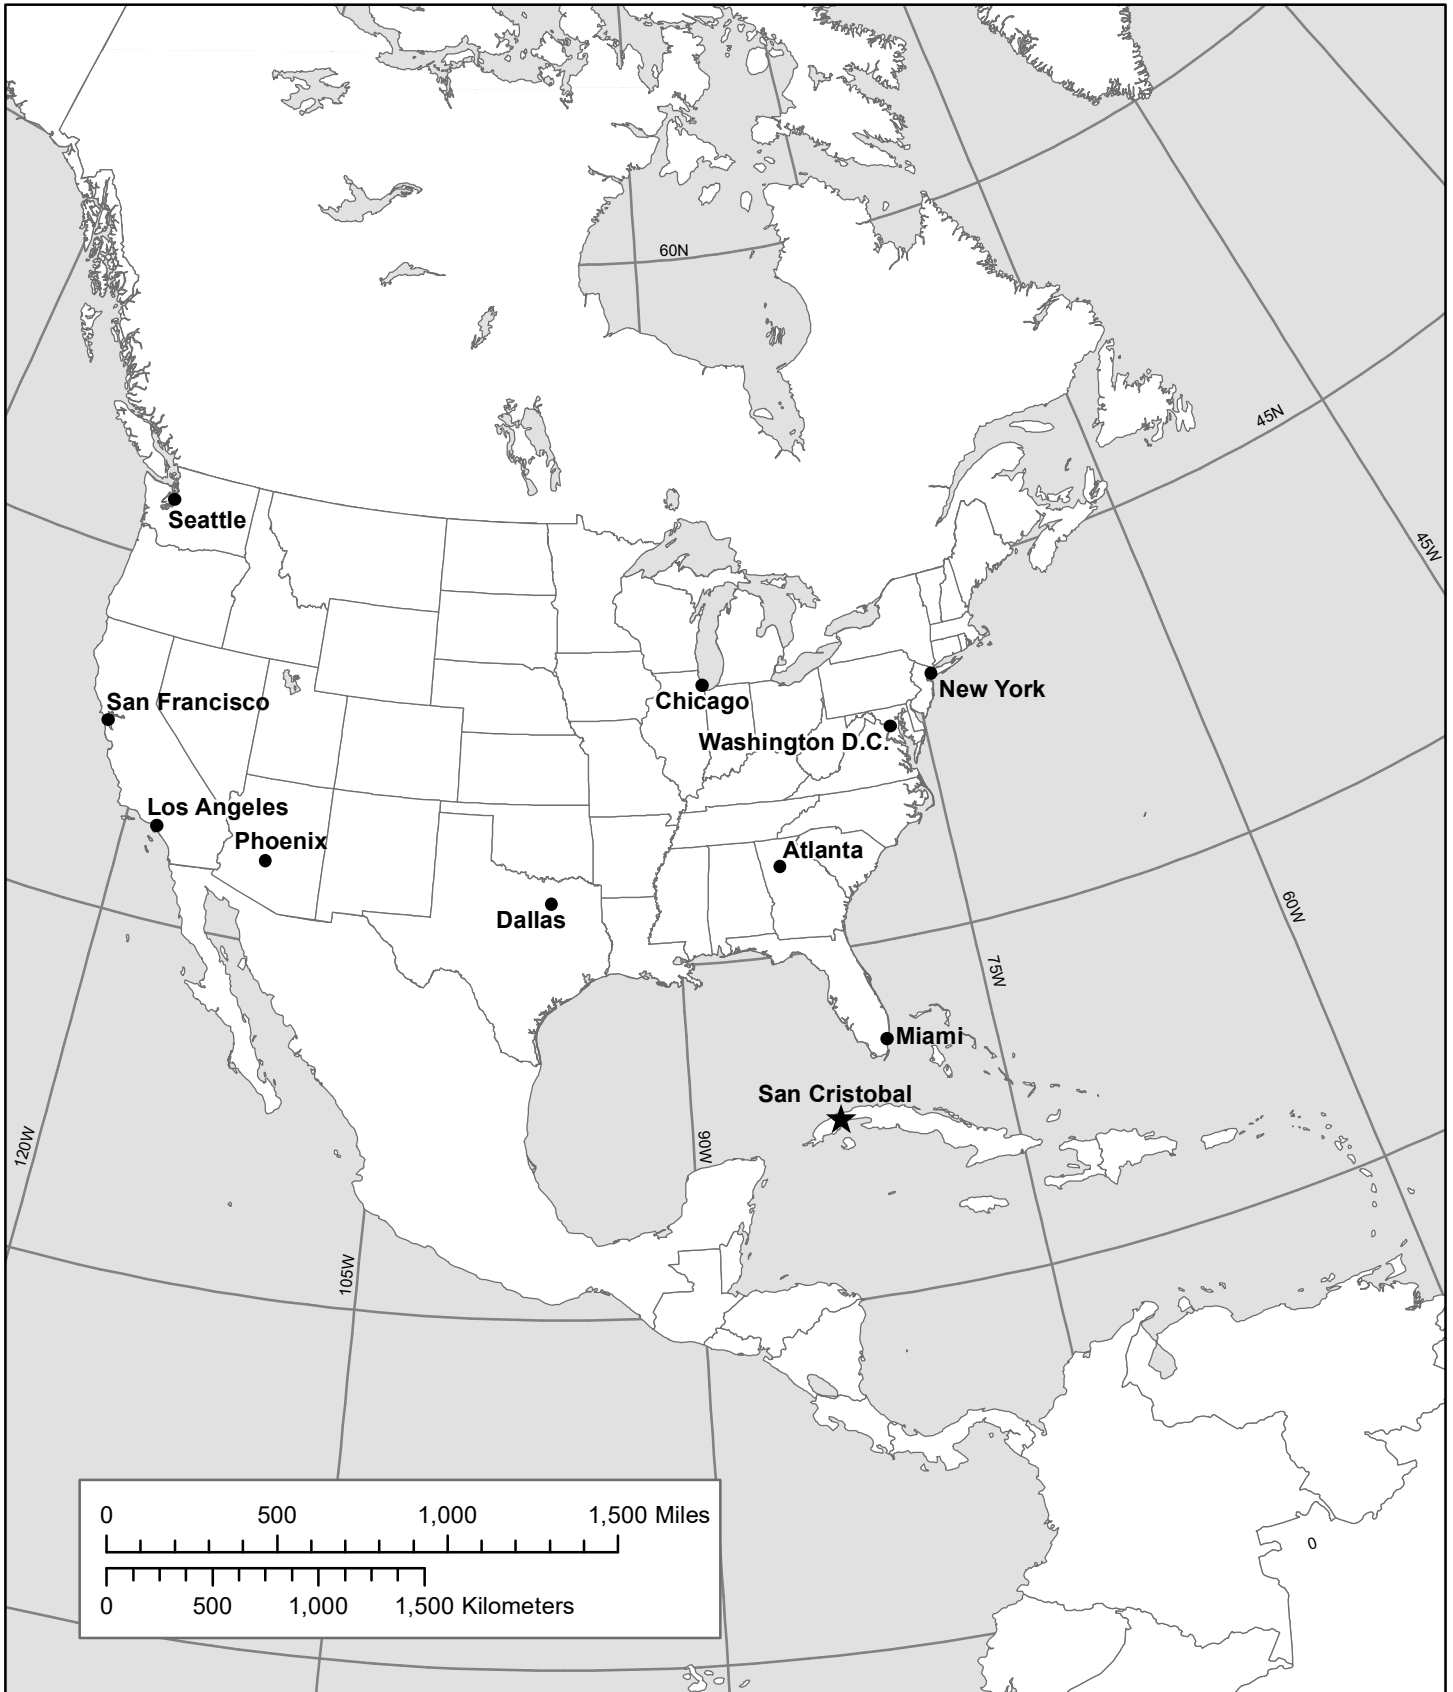 60N
45N
Seattle
45W
San Francisco
Chicago
New York
Washington D.C.
Los Angeles
Phoenix
Atlanta
Dallas
60W
75W
Miami
San Cristobal
120W
90W
105W
0 500 1,000 1,500 Miles
0 500 1,000 1,500 Kilometers
0